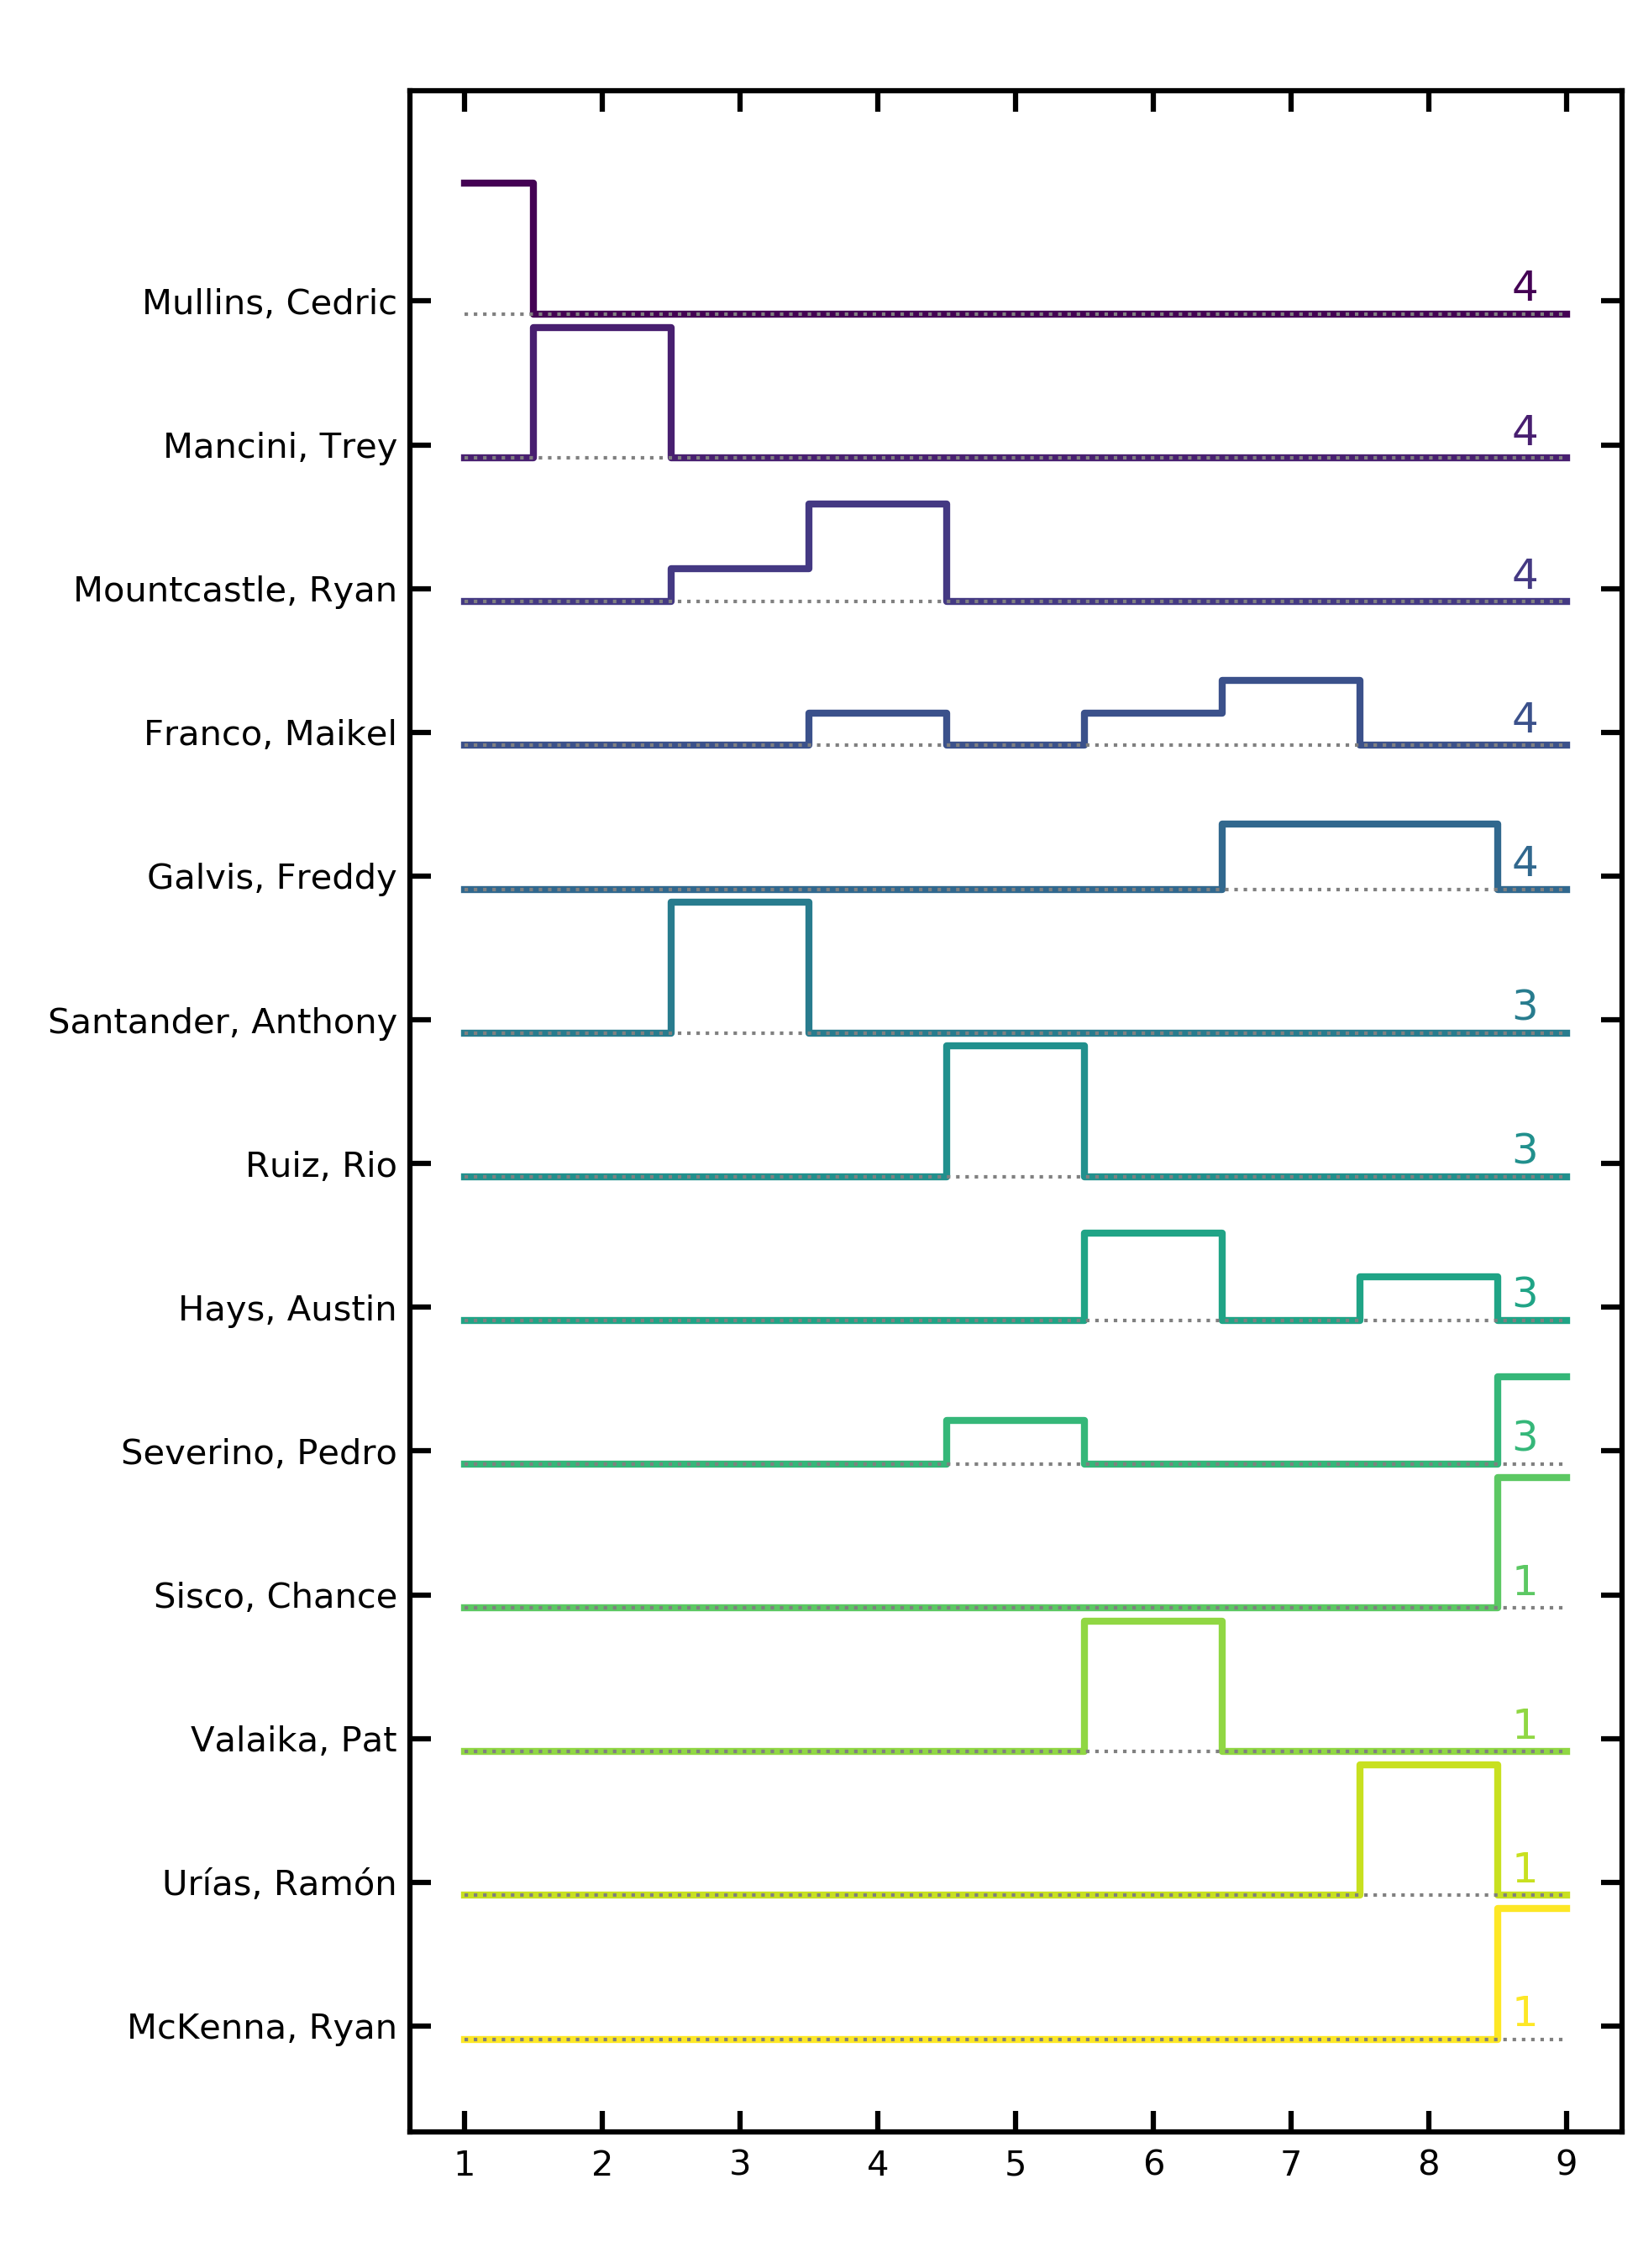 Mullins, Cedric 4
Mancini, Trey 4
Mountcastle, Ryan 4
Franco, Maikel 4
Galvis, Freddy 4
Santander, Anthony 3
Ruiz, Rio 3
Hays, Austin 3
Severino, Pedro 3
Sisco, Chance 1
Valaika, Pat 1
Urías, Ramón 1
McKenna, Ryan 1
1 2 3 4 5 6 7 8 9